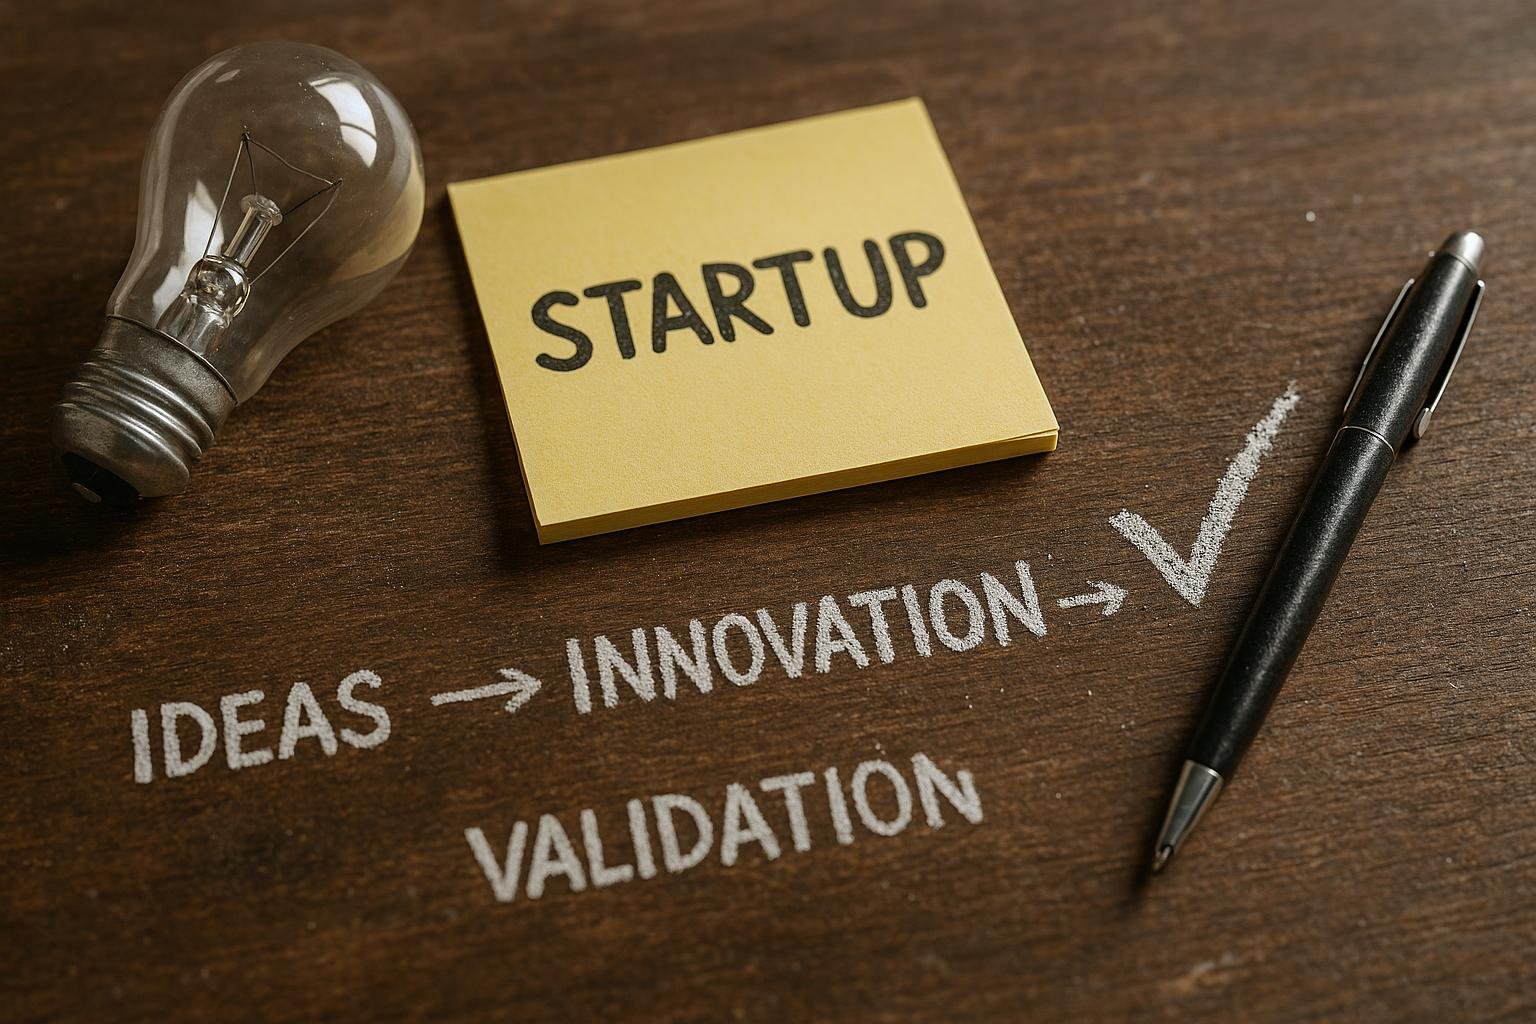 STARTUP
IDEAS → INNOVATION → ✓
VALIDATION